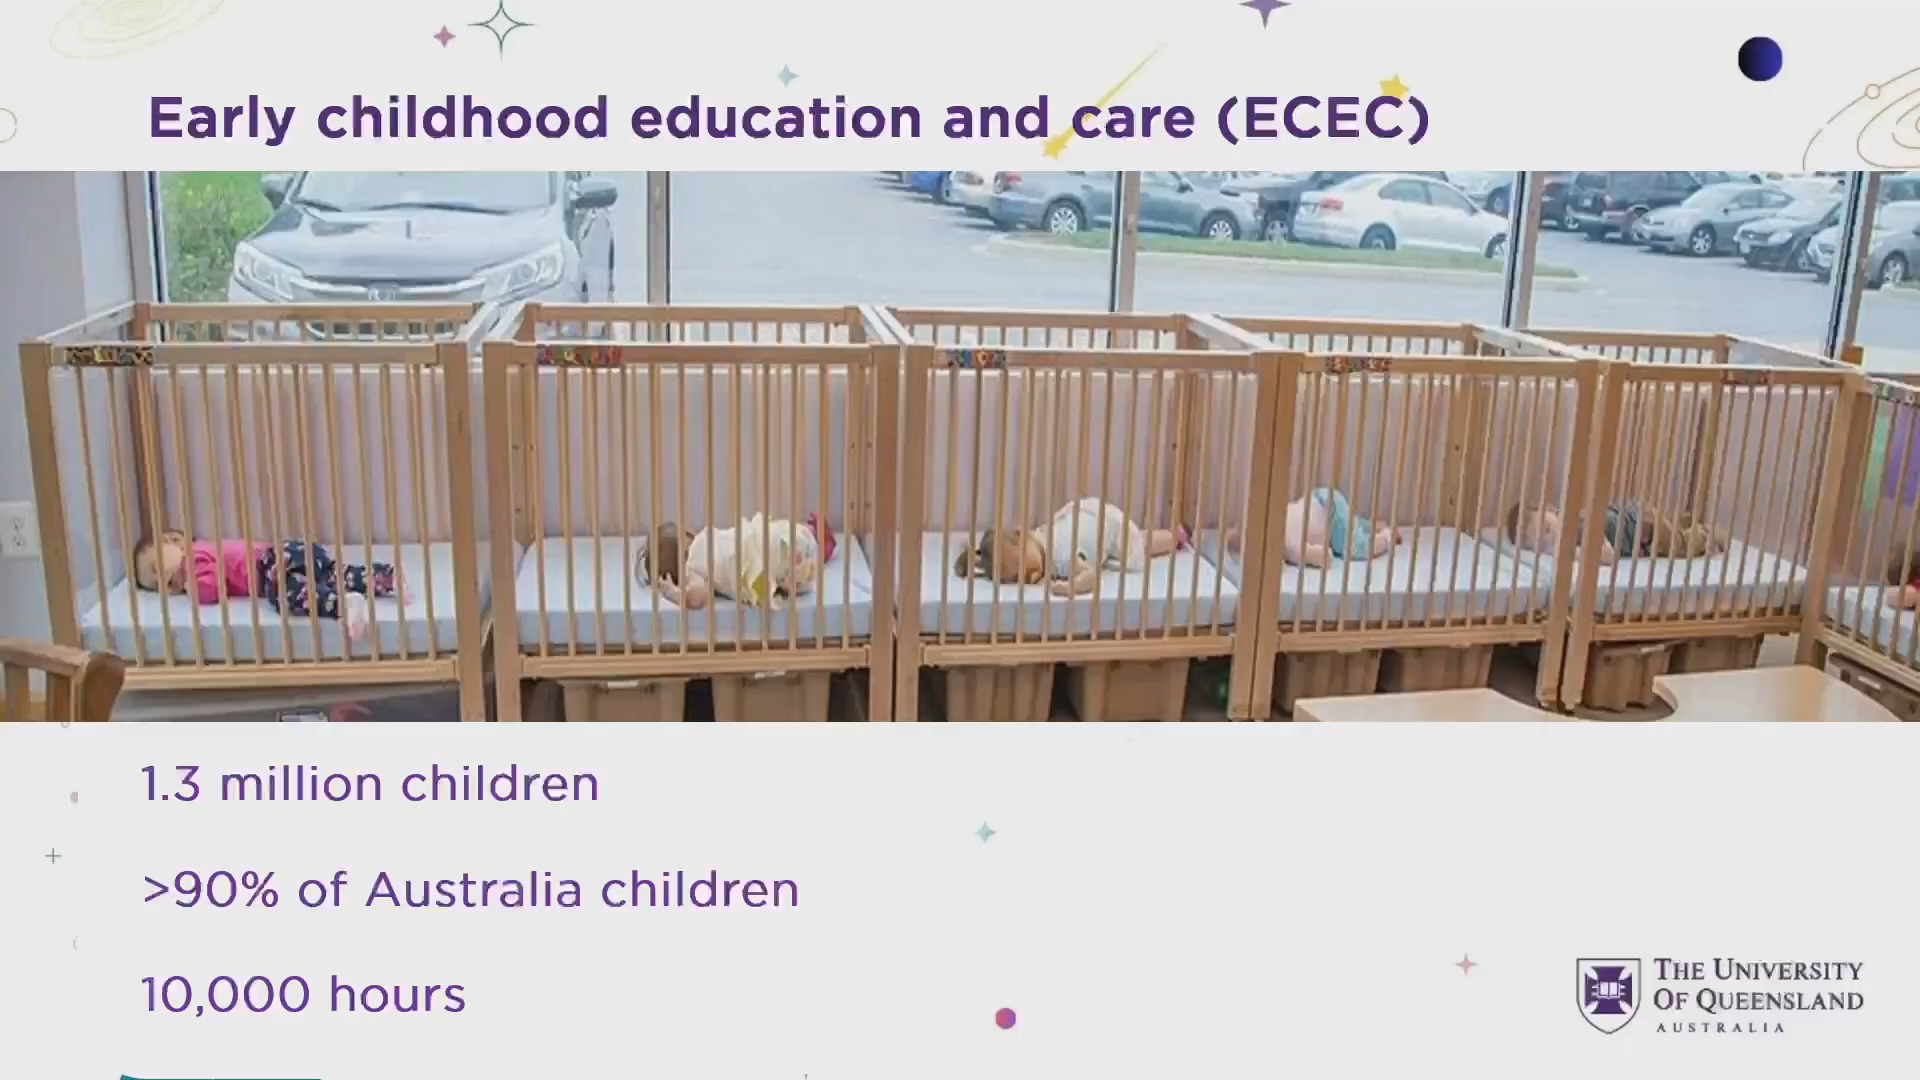 Early childhood education and care (ECEC)
1.3 million children
>90% of Australia children
10,000 hours
THE UNIVERSITY
OF QUEENSLAND
AUSTRALIA